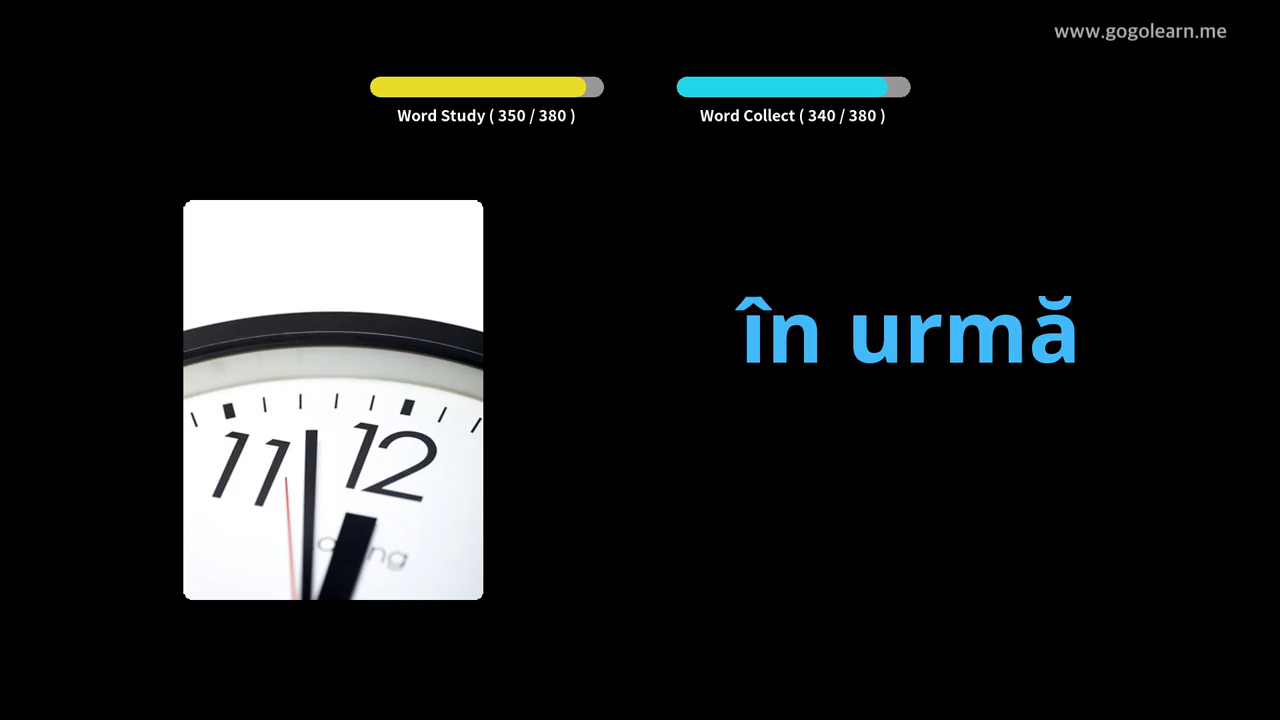 www.gogolearn.me
Word Study ( 350 / 380 )
Word Collect ( 340 / 380 )
în urmă
11
12